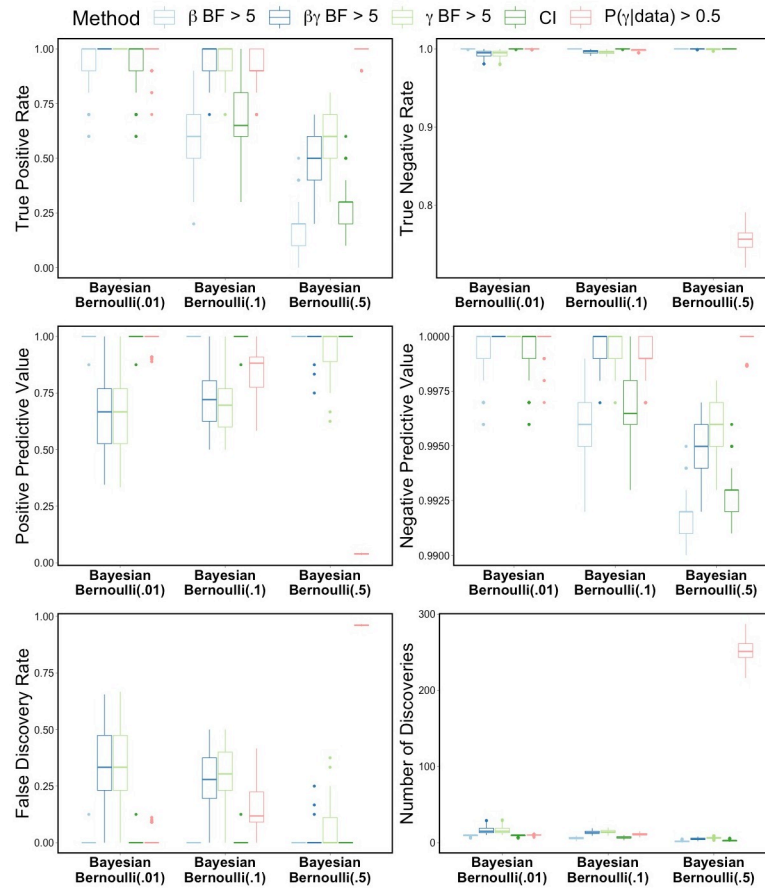 Method β BF > 5 βγ BF > 5 γ BF > 5 CI P(γ|data) > 0.5
True Positive Rate
1.00
0.75
0.50
0.25
0.00
Bayesian Bayesian Bayesian
Bernoulli(.01) Bernoulli(.1) Bernoulli(.5)
True Negative Rate
1.0
0.9
0.8
Bayesian Bayesian Bayesian
Bernoulli(.01) Bernoulli(.1) Bernoulli(.5)
Positive Predictive Value
1.00
0.75
0.50
0.25
0.00
Bayesian Bayesian Bayesian
Bernoulli(.01) Bernoulli(.1) Bernoulli(.5)
Negative Predictive Value
1.0000
0.9975
0.9950
0.9925
0.9900
Bayesian Bayesian Bayesian
Bernoulli(.01) Bernoulli(.1) Bernoulli(.5)
False Discovery Rate
1.00
0.75
0.50
0.25
0.00
Bayesian Bayesian Bayesian
Bernoulli(.01) Bernoulli(.1) Bernoulli(.5)
Number of Discoveries
300
200
100
0
Bayesian Bayesian Bayesian
Bernoulli(.01) Bernoulli(.1) Bernoulli(.5)